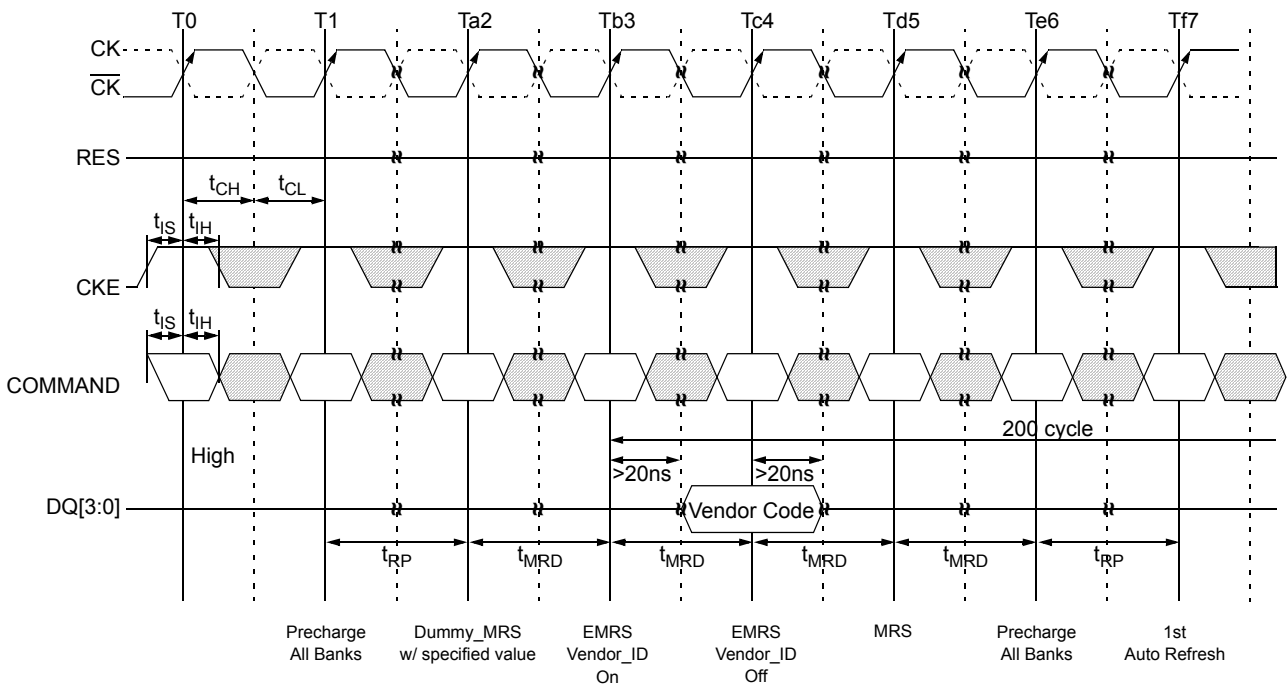 T0 T1 Ta2 Tb3 Tc4 Td5 Te6 Tf7
CK
CK
RES
tCH tCL
tIS tIH
CKE
tIS tIH
COMMAND
200 cycle
High
>20ns >20ns
DQ[3:0] Vendor Code
tRP tMRD tMRD tMRD tMRD tRP
Precharge All Banks
Dummy_MRS w/ specified value
EMRS Vendor_ID On
EMRS Vendor_ID Off
MRS
Precharge All Banks
1st Auto Refresh